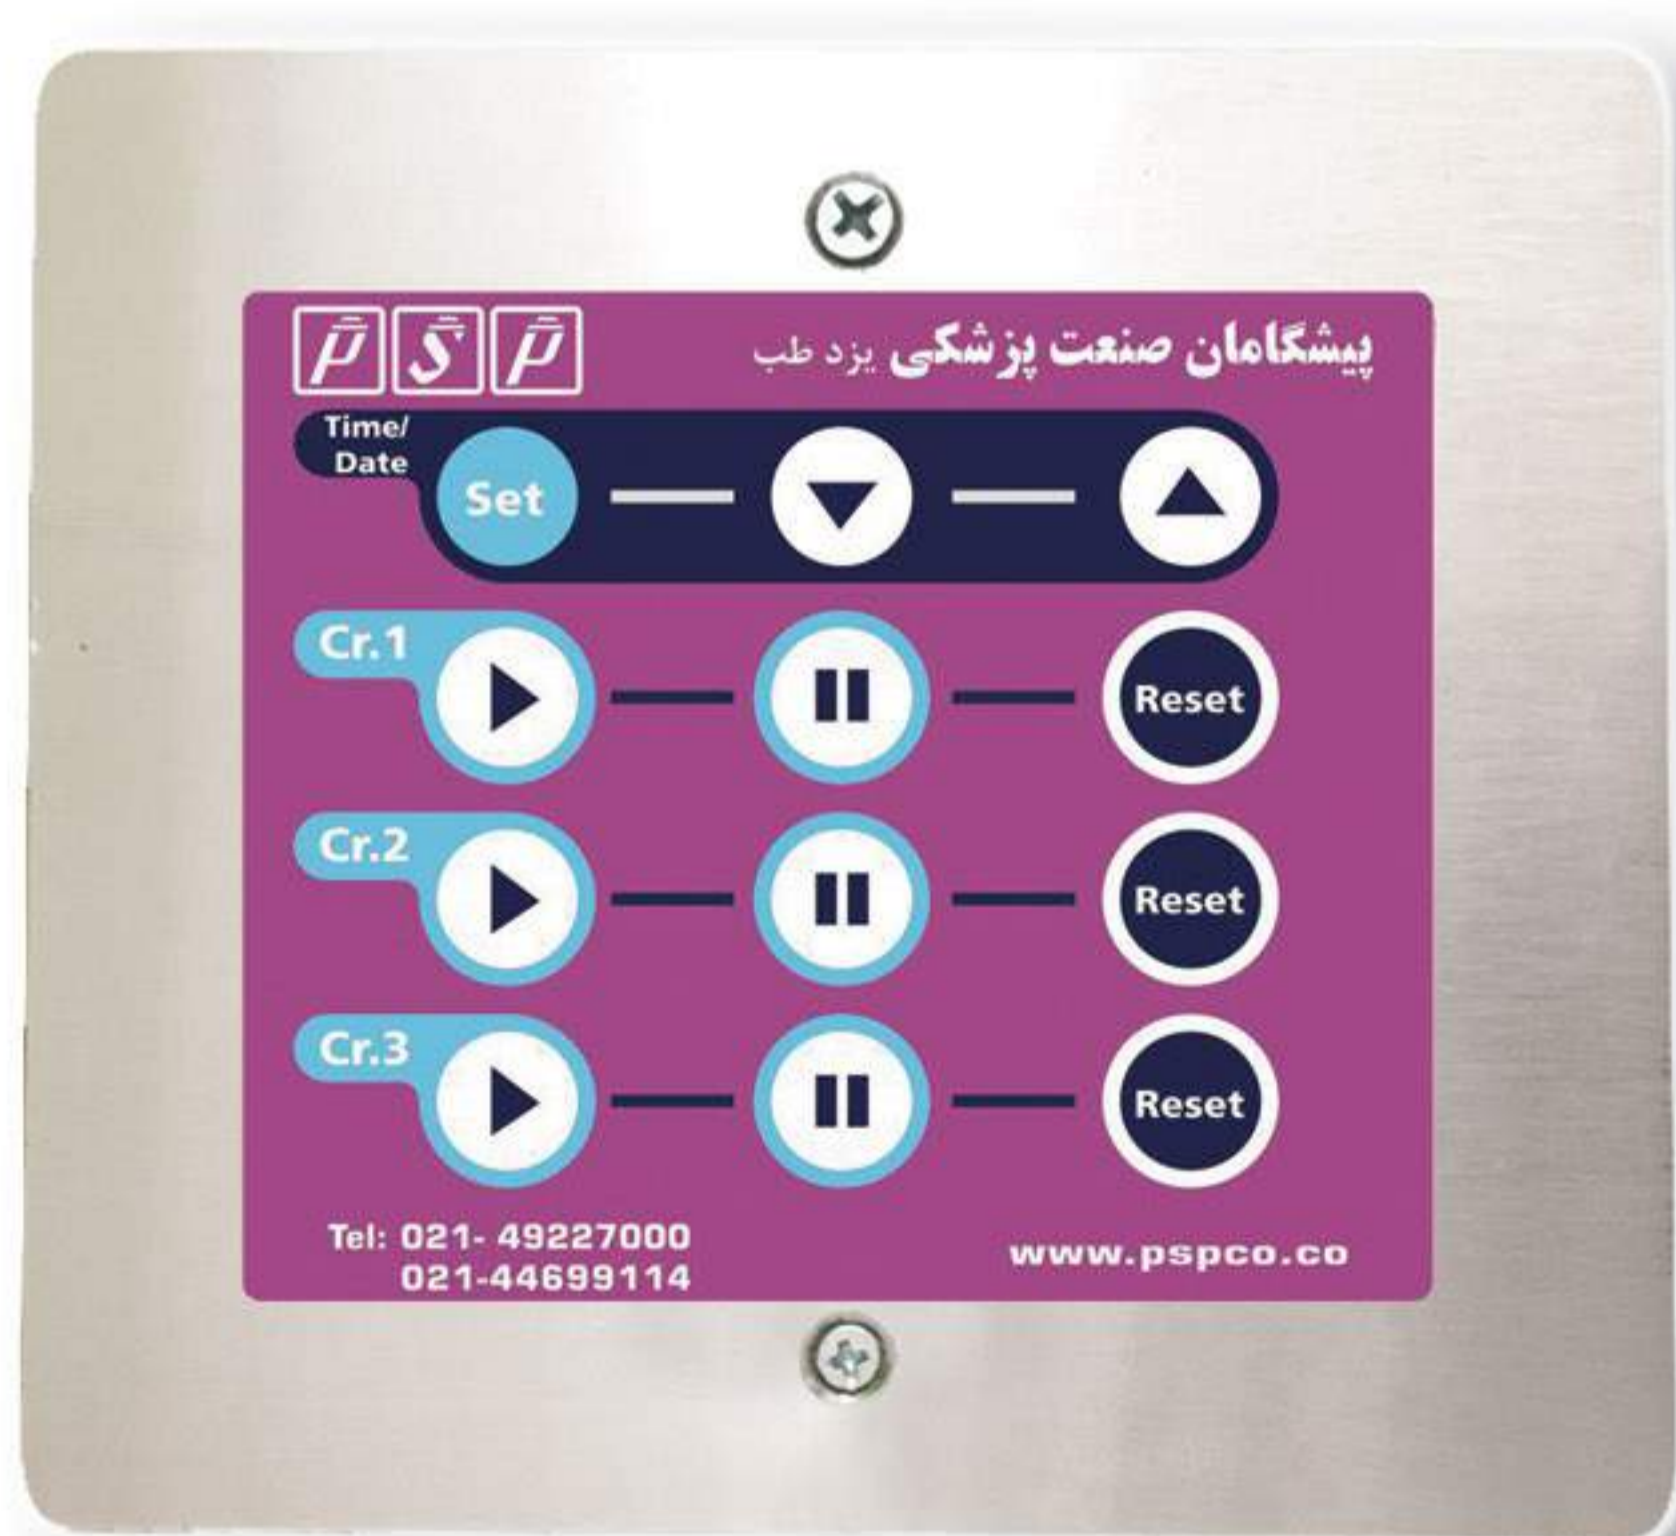 PSP
پیشگامان صنعت پزشکی یزد طب
Time/
Date
Set
Cr.1
Reset
Cr.2
Reset
Cr.3
Reset
Tel: 021- 49227000
021-44699114
www.pspco.co